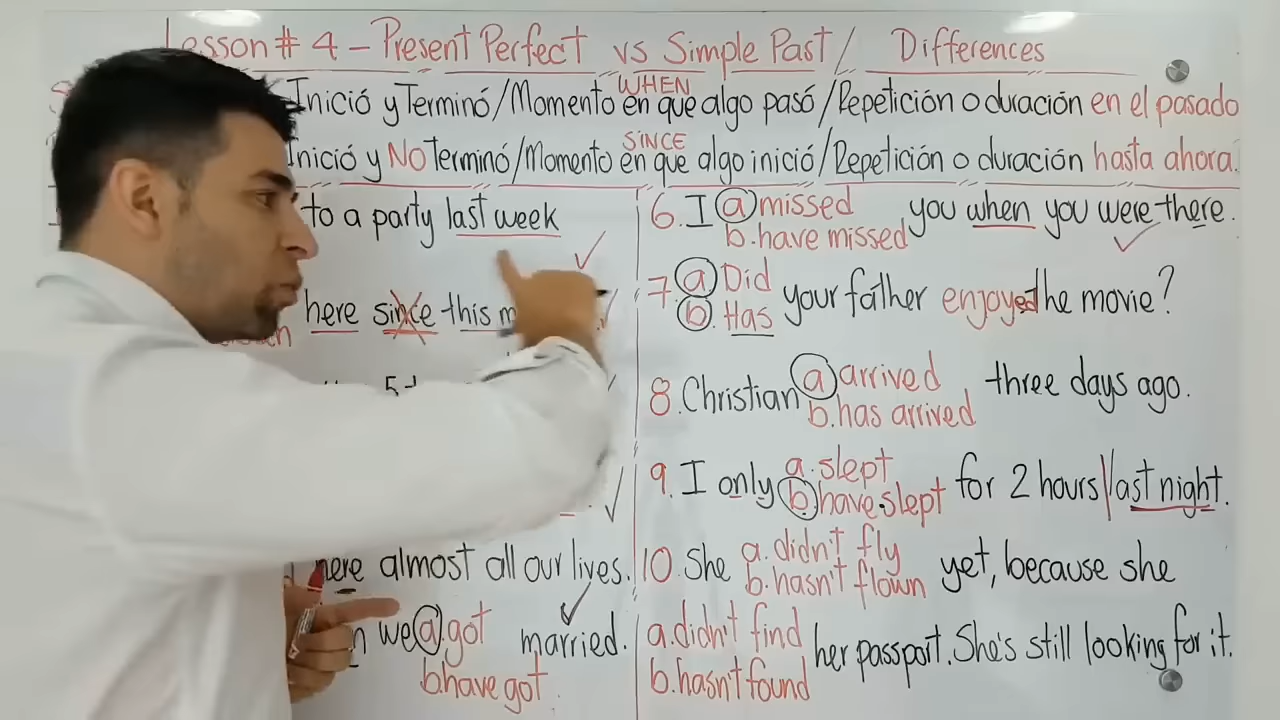 Lesson # 4 - Present Perfect vs Simple Past / Differences
WHEN
Inició y Terminó / Momento en que algo pasó / Repetición o duración en el pasado
SINCE
Inició y NO Terminó / Momento en que algo inició / Repetición o duración hasta ahora.
to a party last week
here since this
here almost all our lives.
we a. got married.
b. have got.
6. I a. missed you when you were there.
b. have missed
7. a. Did your father enjoyed the movie?
b. Has
8. Christian a. arrived three days ago.
b. has arrived
9. I only a. slept for 2 hours last night.
b. have slept
10. She a. didn't fly yet, because she
b. hasn't flown
a. didn't find her passport. She's still looking for it.
b. hasn't found